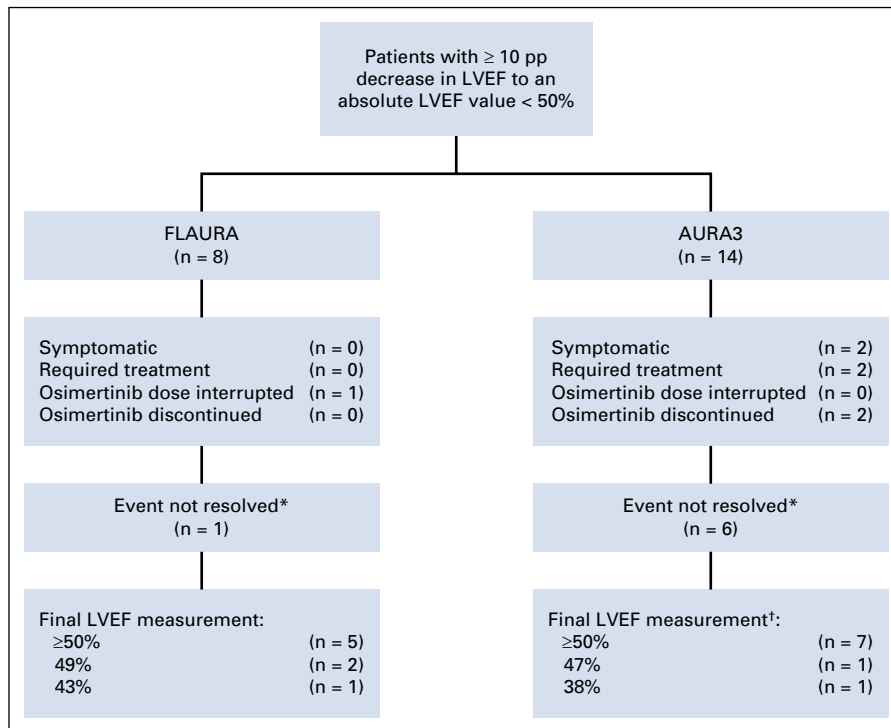 Patients with ≥ 10 pp
decrease in LVEF to an
absolute LVEF value < 50%
FLAURA
(n = 8)
AURA3
(n = 14)
Symptomatic (n = 0)
Required treatment (n = 0)
Osimertinib dose interrupted (n = 1)
Osimertinib discontinued (n = 0)
Symptomatic (n = 2)
Required treatment (n = 2)
Osimertinib dose interrupted (n = 0)
Osimertinib discontinued (n = 2)
Event not resolved*
(n = 1)
Event not resolved*
(n = 6)
Final LVEF measurement:
≥50% (n = 5)
49% (n = 2)
43% (n = 1)
Final LVEF measurement†:
≥50% (n = 7)
47% (n = 1)
38% (n = 1)